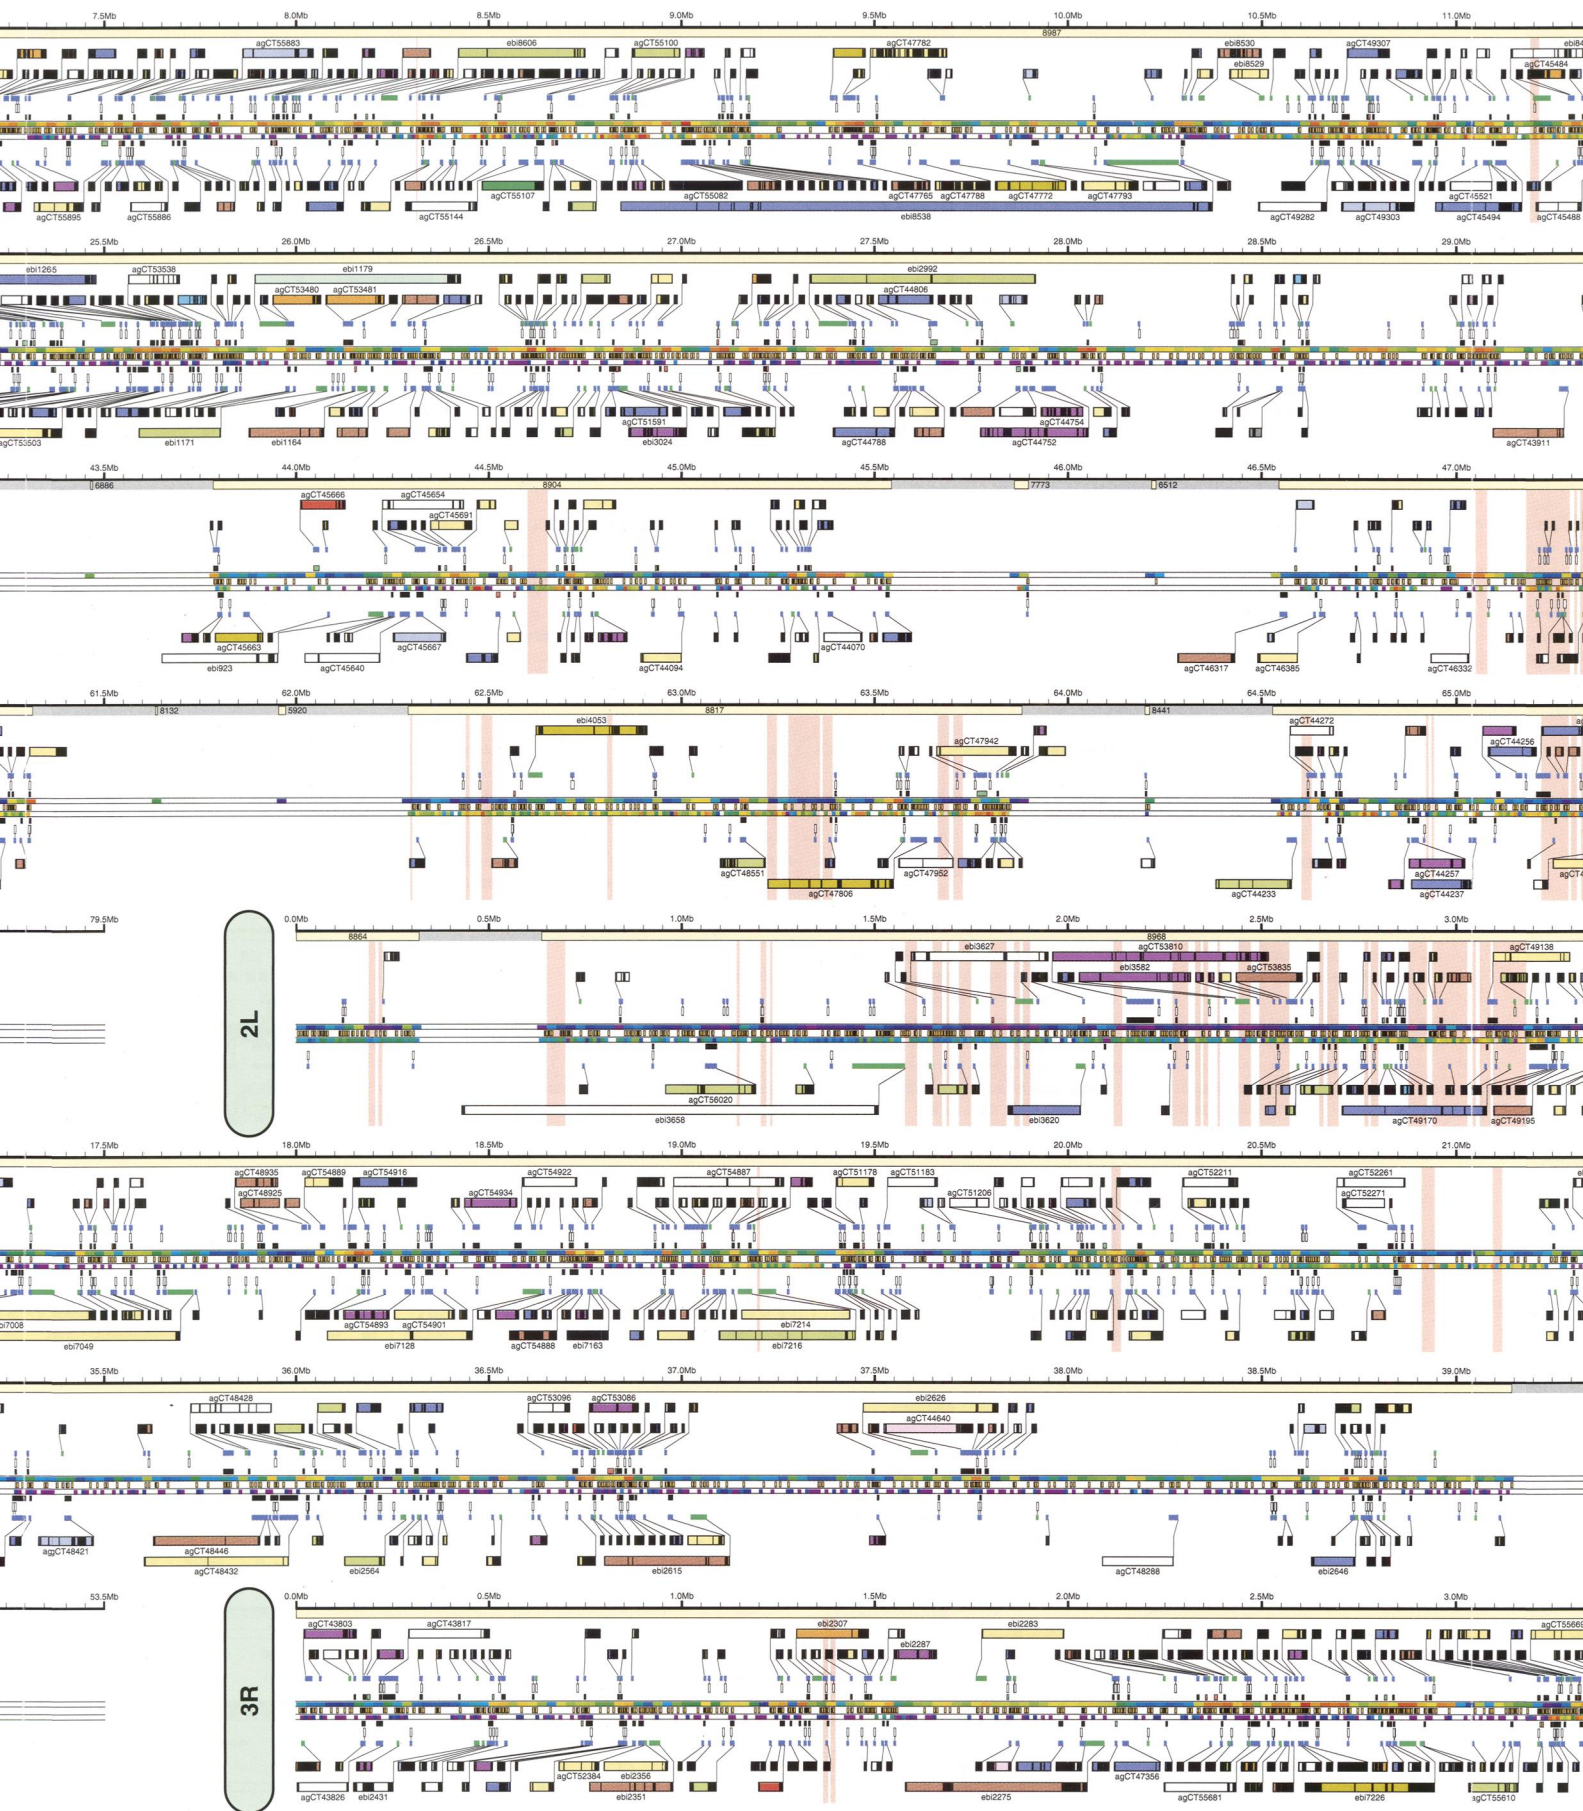 7.5Mb 8.0Mb 8.5Mb 9.0Mb 9.5Mb 10.0Mb 10.5Mb 11.0Mb
8987
agCT55883 ebi8606 agCT55100 agCT47782 ebi8530 agCT49307 ebi84
ebi8529 agCT45484
agCT55107 agCT55082 agCT47765 agCT47788 agCT47772 agCT47793 agCT45521
agCT55895 agCT55886 agCT55144 ebi8538 agCT49282 agCT49303 agCT45494 agCT45488
25.5Mb 26.0Mb 26.5Mb 27.0Mb 27.5Mb 28.0Mb 28.5Mb 29.0Mb
ebi1265 agCT53538 ebi1179 ebi2992
agCT53480 agCT53481 agCT44806
agCT51591 agCT44754
agCT53503 ebi1171 ebi1164 ebi3024 agCT44788 agCT44752 agCT43911
43.5Mb 44.0Mb 44.5Mb 45.0Mb 45.5Mb 46.0Mb 46.5Mb 47.0Mb
6886 8904 7773 6512
agCT45666 agCT45654
agCT45691
agCT45663 agCT45667 agCT44070
ebi923 agCT45640 agCT44094 agCT46317 agCT46385 agCT46332
61.5Mb 62.0Mb 62.5Mb 63.0Mb 63.5Mb 64.0Mb 64.5Mb 65.0Mb
8132 5920 8817 8441
ebi4053 agCT44272
agCT47942 agCT44256
agCT48551 agCT47952 agCT44257
agCT47806 agCT44233 agCT44237
79.5Mb 0.0Mb 0.5Mb 1.0Mb 1.5Mb 2.0Mb 2.5Mb 3.0Mb
8864 8968
ebi3627 agCT53810 agCT49138
ebi3582 agCT53835
2L
agCT56020
ebi3658 ebi3620 agCT49170 agCT49195
17.5Mb 18.0Mb 18.5Mb 19.0Mb 19.5Mb 20.0Mb 20.5Mb 21.0Mb
agCT48935 agCT54889 agCT54916 agCT54922 agCT54887 agCT51178 agCT51183 agCT52211 agCT52261
agCT48925 agCT54934 agCT51206 agCT52271
bi7008 agCT54893 agCT54901 ebi7214
ebi7049 ebi7128 agCT54888 ebi7163 ebi7216
35.5Mb 36.0Mb 36.5Mb 37.0Mb 37.5Mb 38.0Mb 38.5Mb 39.0Mb
agCT48428 agCT53096 agCT53086 ebi2626
agCT44640
agCT48421 agCT48446
agCT48432 ebi2564 ebi2615 agCT48288 ebi2646
53.5Mb 0.0Mb 0.5Mb 1.0Mb 1.5Mb 2.0Mb 2.5Mb 3.0Mb
agCT43803 agCT43817 ebi2307 ebi2283 agCT55669
ebi2287
3R
agCT52384 ebi2356 agCT47356
agCT43826 ebi2431 ebi2351 ebi2275 agCT55681 ebi7226 agCT55610